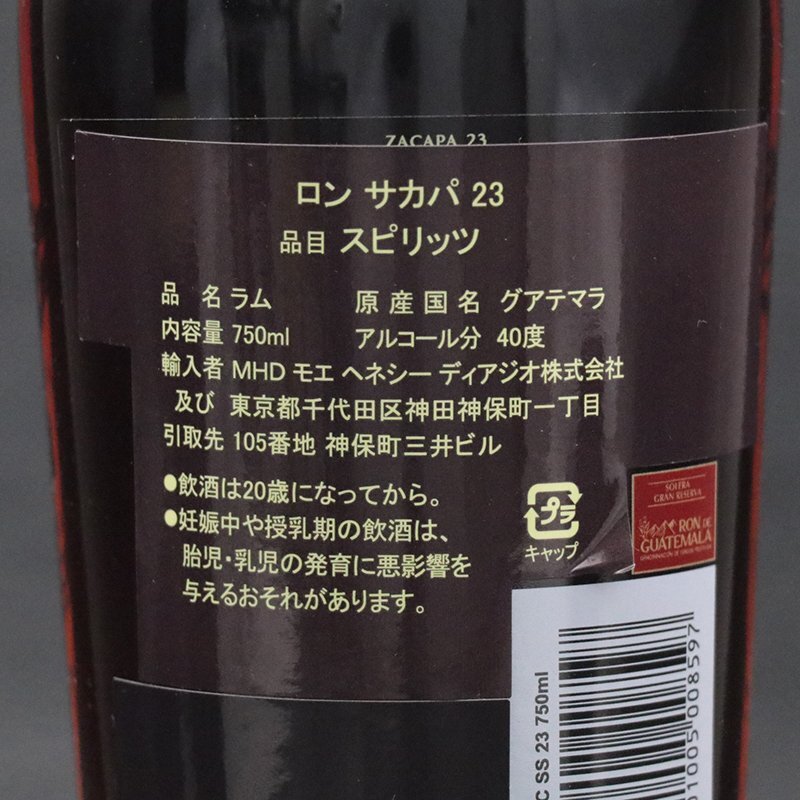 ZACAPA 23
ロン サカパ 23
品目 スピリッツ
品 名 ラム 原産国名 グアテマラ
内容量 750ml アルコール分 40度
輸入者 MHD モエ ヘネシー ディアジオ株式会社
及び 東京都千代田区神田神保町一丁目
引取先 105番地 神保町三井ビル
●飲酒は20歳になってから。
●妊娠中や授乳期の飲酒は、
胎児・乳児の発育に悪影響を
与えるおそれがあります。
プラ
キャップ
SOLERA
GRAN RESERVA
RON DE
GUATEMALA
C SS 23 750ml
01005 008597